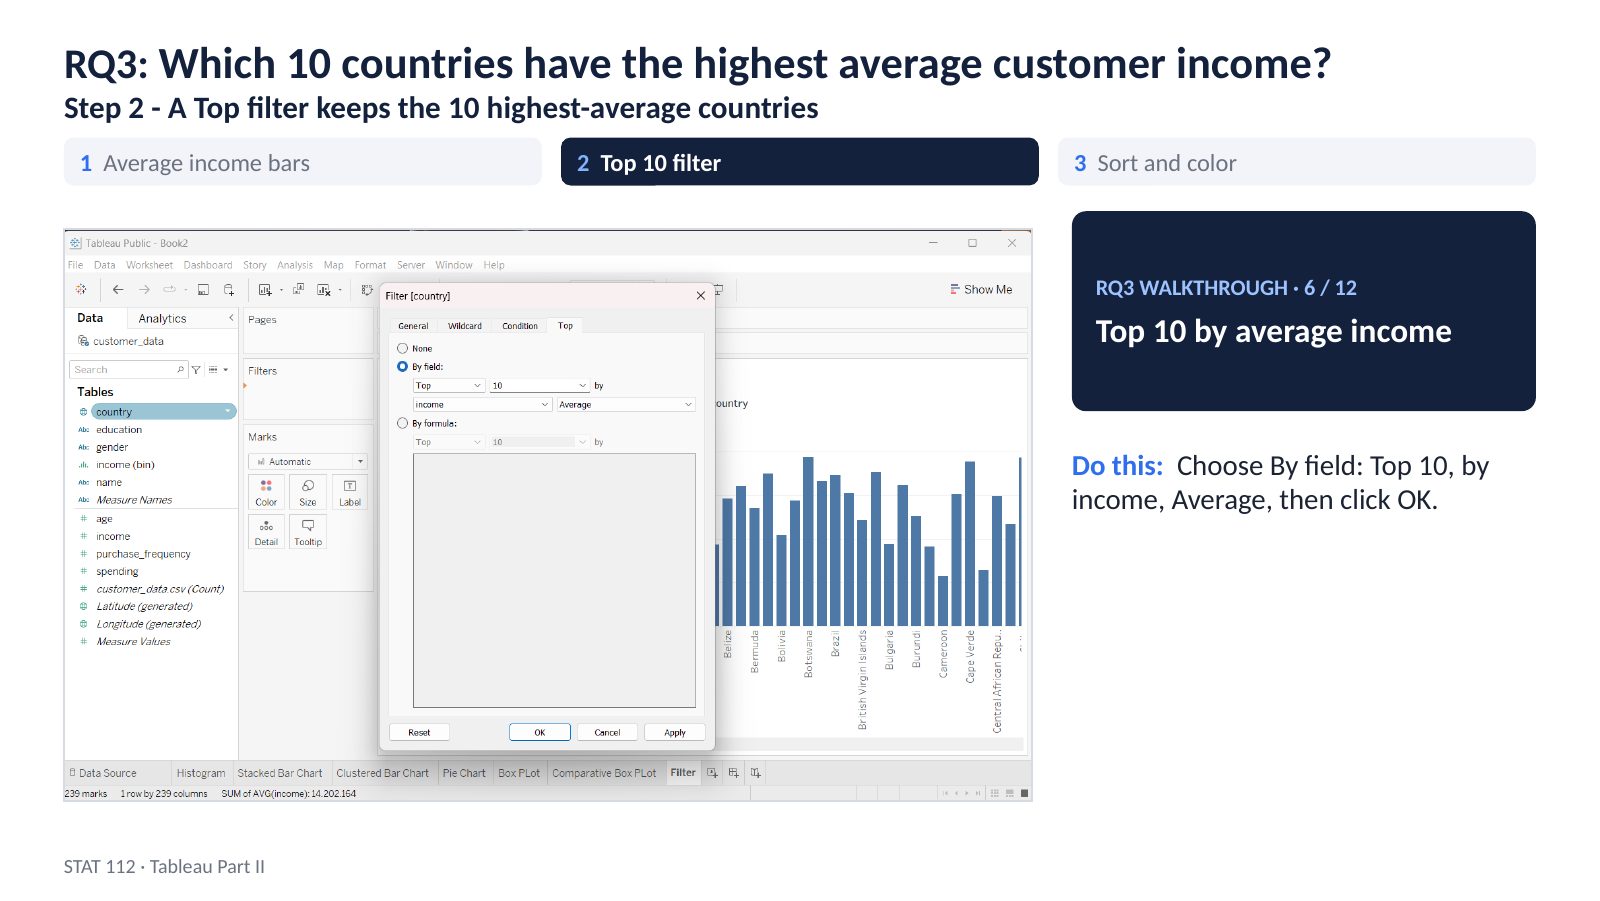 RQ3: Which 10 countries have the highest average customer income?
Step 2 - A Top filter keeps the 10 highest-average countries
1 Average income bars
2 Top 10 filter
3 Sort and color
Tableau Public - Book2
File Data Worksheet Dashboard Story Analysis Map Format Server Window Help
Show Me
Data Analytics
customer_data
Search
Tables
country
education
gender
income (bin)
name
Measure Names
age
income
purchase_frequency
spending
customer_data.csv (Count)
Latitude (generated)
Longitude (generated)
Measure Values
Pages
Filters
Marks
Automatic
Color Size Label
Detail Tooltip
Filter [country]
General Wildcard Condition Top
None
By field:
Top 10 by
income Average
By formula:
Top 10 by
Reset OK Cancel Apply
ountry
Belize
Bermuda
Bolivia
Botswana
Brazil
British Virgin Islands
Bulgaria
Burundi
Cameroon
Cape Verde
Central African Repu..
Data Source Histogram Stacked Bar Chart Clustered Bar Chart Pie Chart Box PLot Comparative Box PLot Filter
239 marks 1 row by 239 columns SUM of AVG(income): 14.202.164
RQ3 WALKTHROUGH · 6 / 12
Top 10 by average income
Do this: Choose By field: Top 10, by
income, Average, then click OK.
STAT 112 · Tableau Part II